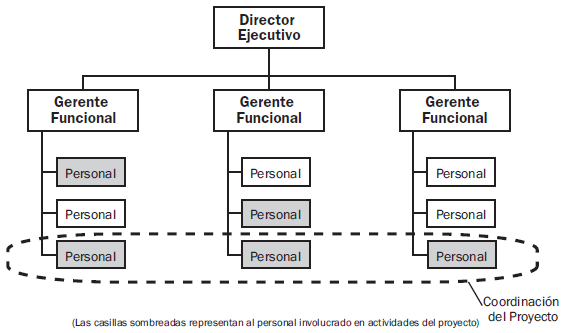 Director
Ejecutivo
Gerente
Funcional
Gerente
Funcional
Gerente
Funcional
Personal
Personal
Personal
Personal
Personal
Personal
Personal
Personal
Personal
Coordinación
del Proyecto
(Las casillas sombreadas representan al personal involucrado en actividades del proyecto)